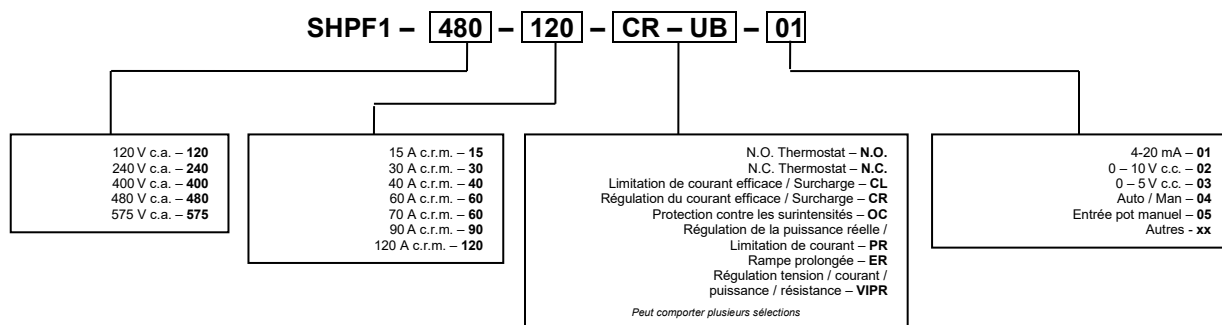 SHPF1 – 480 – 120 – CR – UB – 01
120 V c.a. – 120
240 V c.a. – 240
400 V c.a. – 400
480 V c.a. – 480
575 V c.a. – 575
15 A c.r.m. – 15
30 A c.r.m. – 30
40 A c.r.m. – 40
60 A c.r.m. – 60
70 A c.r.m. – 60
90 A c.r.m. – 90
120 A c.r.m. – 120
N.O. Thermostat – N.O.
N.C. Thermostat – N.C.
Limitation de courant efficace / Surcharge – CL
Régulation du courant efficace / Surcharge – CR
Protection contre les surintensités – OC
Régulation de la puissance réelle /
Limitation de courant – PR
Rampe prolongée – ER
Régulation tension / courant /
puissance / résistance – VIPR
Peut comporter plusieurs sélections
4-20 mA – 01
0 – 10 V c.c. – 02
0 – 5 V c.c. – 03
Auto / Man – 04
Entrée pot manuel – 05
Autres - xx